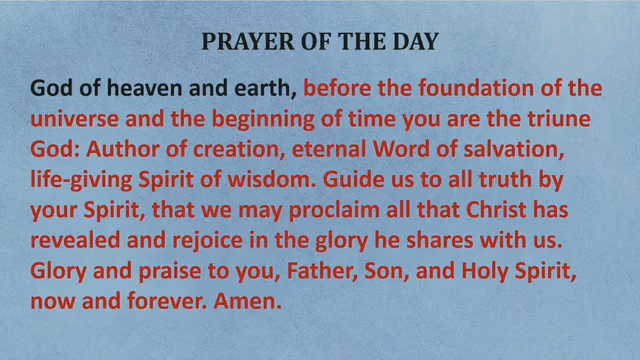 PRAYER OF THE DAY
God of heaven and earth, before the foundation of the
universe and the beginning of time you are the triune
God: Author of creation, eternal Word of salvation,
life-giving Spirit of wisdom. Guide us to all truth by
your Spirit, that we may proclaim all that Christ has
revealed and rejoice in the glory he shares with us.
Glory and praise to you, Father, Son, and Holy Spirit,
now and forever. Amen.